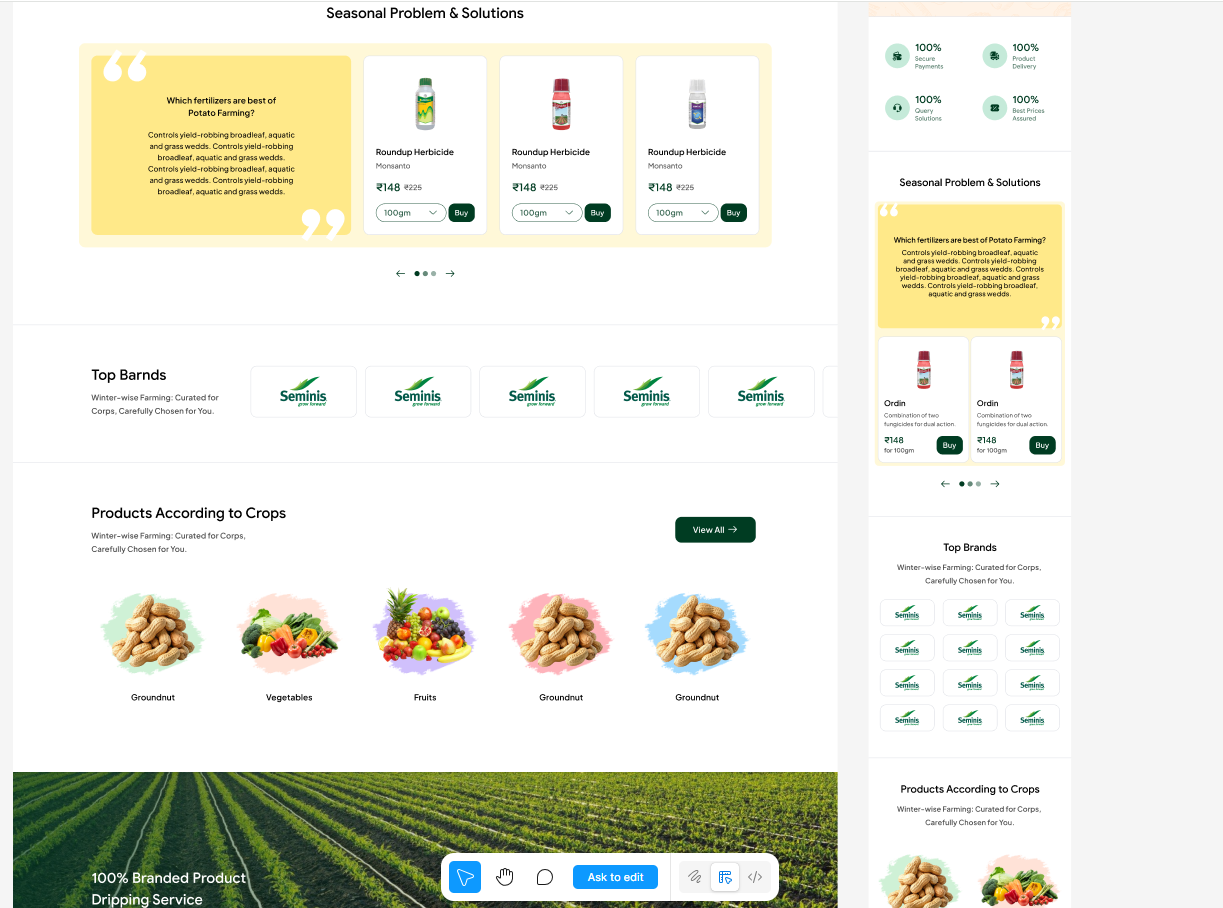 Seasonal Problem & Solutions
Which fertilizers are best of
Potato Farming?
Controls yield-robbing broadleaf, aquatic
and grass wedds. Controls yield-robbing
broadleaf, aquatic and grass wedds.
Controls yield-robbing broadleaf, aquatic
and grass wedds. Controls yield-robbing
broadleaf, aquatic and grass wedds.
Roundup Herbicide
Monsanto
₹148 ₹225
100gm
Buy
Roundup Herbicide
Monsanto
₹148 ₹225
100gm
Buy
Roundup Herbicide
Monsanto
₹148 ₹225
100gm
Buy
Top Barnds
Winter-wise Farming: Curated for
Corps, Carefully Chosen for You.
Seminis
grow forward
Seminis
grow forward
Seminis
grow forward
Seminis
grow forward
Seminis
grow forward
Products According to Crops
Winter-wise Farming: Curated for Corps,
Carefully Chosen for You.
View All
Groundnut
Vegetables
Fruits
Groundnut
Groundnut
100% Branded Product
Dripping Service
Ask to edit
100%
Secure
Payments
100%
Product
Delivery
100%
Query
Solutions
100%
Best Prices
Assured
Seasonal Problem & Solutions
Which fertilizers are best of Potato Farming?
Controls yield-robbing broadleaf, aquatic
and grass wedds. Controls yield-robbing
broadleaf, aquatic and grass wedds. Controls
yield-robbing broadleaf, aquatic and grass
wedds. Controls yield-robbing broadleaf,
aquatic and grass wedds.
Ordin
Combination of two
fungicides for dual action.
₹148
for 100gm
Buy
Ordin
Combination of two
fungicides for dual action.
₹148
for 100gm
Buy
Top Brands
Winter-wise Farming: Curated for Corps,
Carefully Chosen for You.
Seminis
Seminis
Seminis
Seminis
Seminis
Seminis
Seminis
Seminis
Seminis
Seminis
Seminis
Seminis
Products According to Crops
Winter-wise Farming: Curated for Corps,
Carefully Chosen for You.